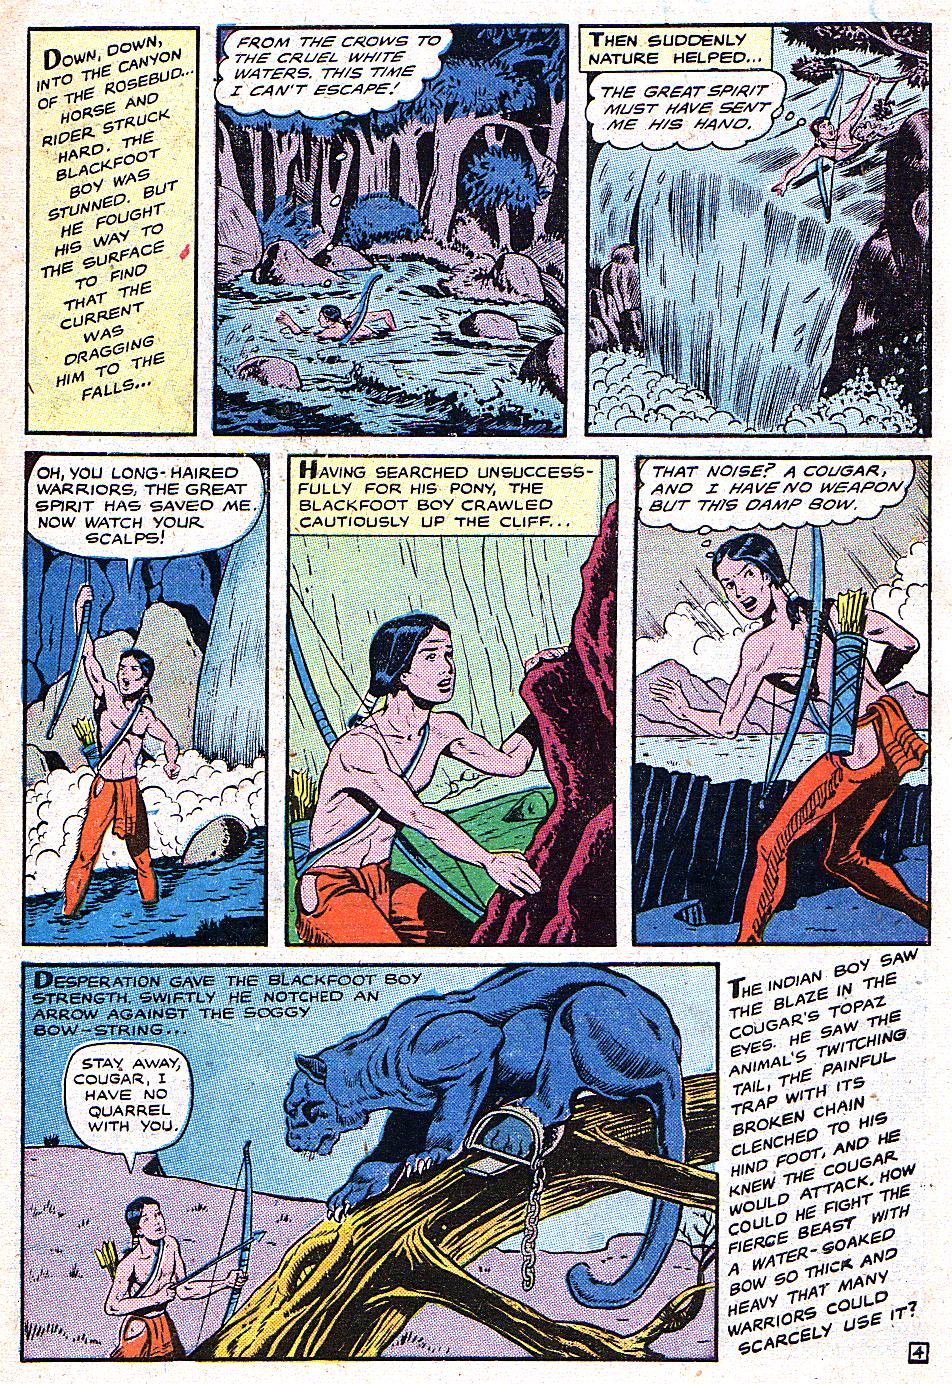 DOWN, DOWN,
INTO THE CANYON
OF THE ROSEBUD...
HORSE AND
RIDER STRUCK
HARD. THE
BLACKFOOT
BOY WAS
STUNNED. BUT
HE FOUGHT
HIS WAY TO
THE SURFACE
TO FIND
THAT THE
CURRENT
WAS
DRAGGING
HIM TO THE
FALLS...
FROM THE CROWS TO
THE CRUEL WHITE
WATERS. THIS TIME
I CAN'T ESCAPE!
THEN SUDDENLY
NATURE HELPED...
THE GREAT SPIRIT
MUST HAVE SENT
ME HIS HAND.
OH, YOU LONG-HAIRED
WARRIORS, THE GREAT
SPIRIT HAS SAVED ME.
NOW WATCH YOUR
SCALPS!
HAVING SEARCHED UNSUCCESS-
FULLY FOR HIS PONY, THE
BLACKFOOT BOY CRAWLED
CAUTIOUSLY UP THE CLIFF...
THAT NOISE? A COUGAR,
AND I HAVE NO WEAPON
BUT THIS DAMP BOW.
DESPERATION GAVE THE BLACKFOOT BOY
STRENGTH. SWIFTLY HE NOTCHED AN
ARROW AGAINST THE SOGGY
BOW-STRING...
STAY AWAY,
COUGAR, I
HAVE NO
QUARREL
WITH YOU.
THE INDIAN BOY SAW
THE BLAZE IN THE
COUGAR'S TOPAZ
EYES. HE SAW THE
ANIMAL'S TWITCHING
TAIL, THE PAINFUL
TRAP WITH ITS
BROKEN CHAIN
CLENCHED TO HIS
HIND FOOT, AND HE
KNEW THE COUGAR
WOULD ATTACK. HOW
COULD HE FIGHT THE
FIERCE BEAST WITH
A WATER-SOAKED
BOW SO THICK AND
HEAVY THAT MANY
WARRIORS COULD
SCARCELY USE IT?
4